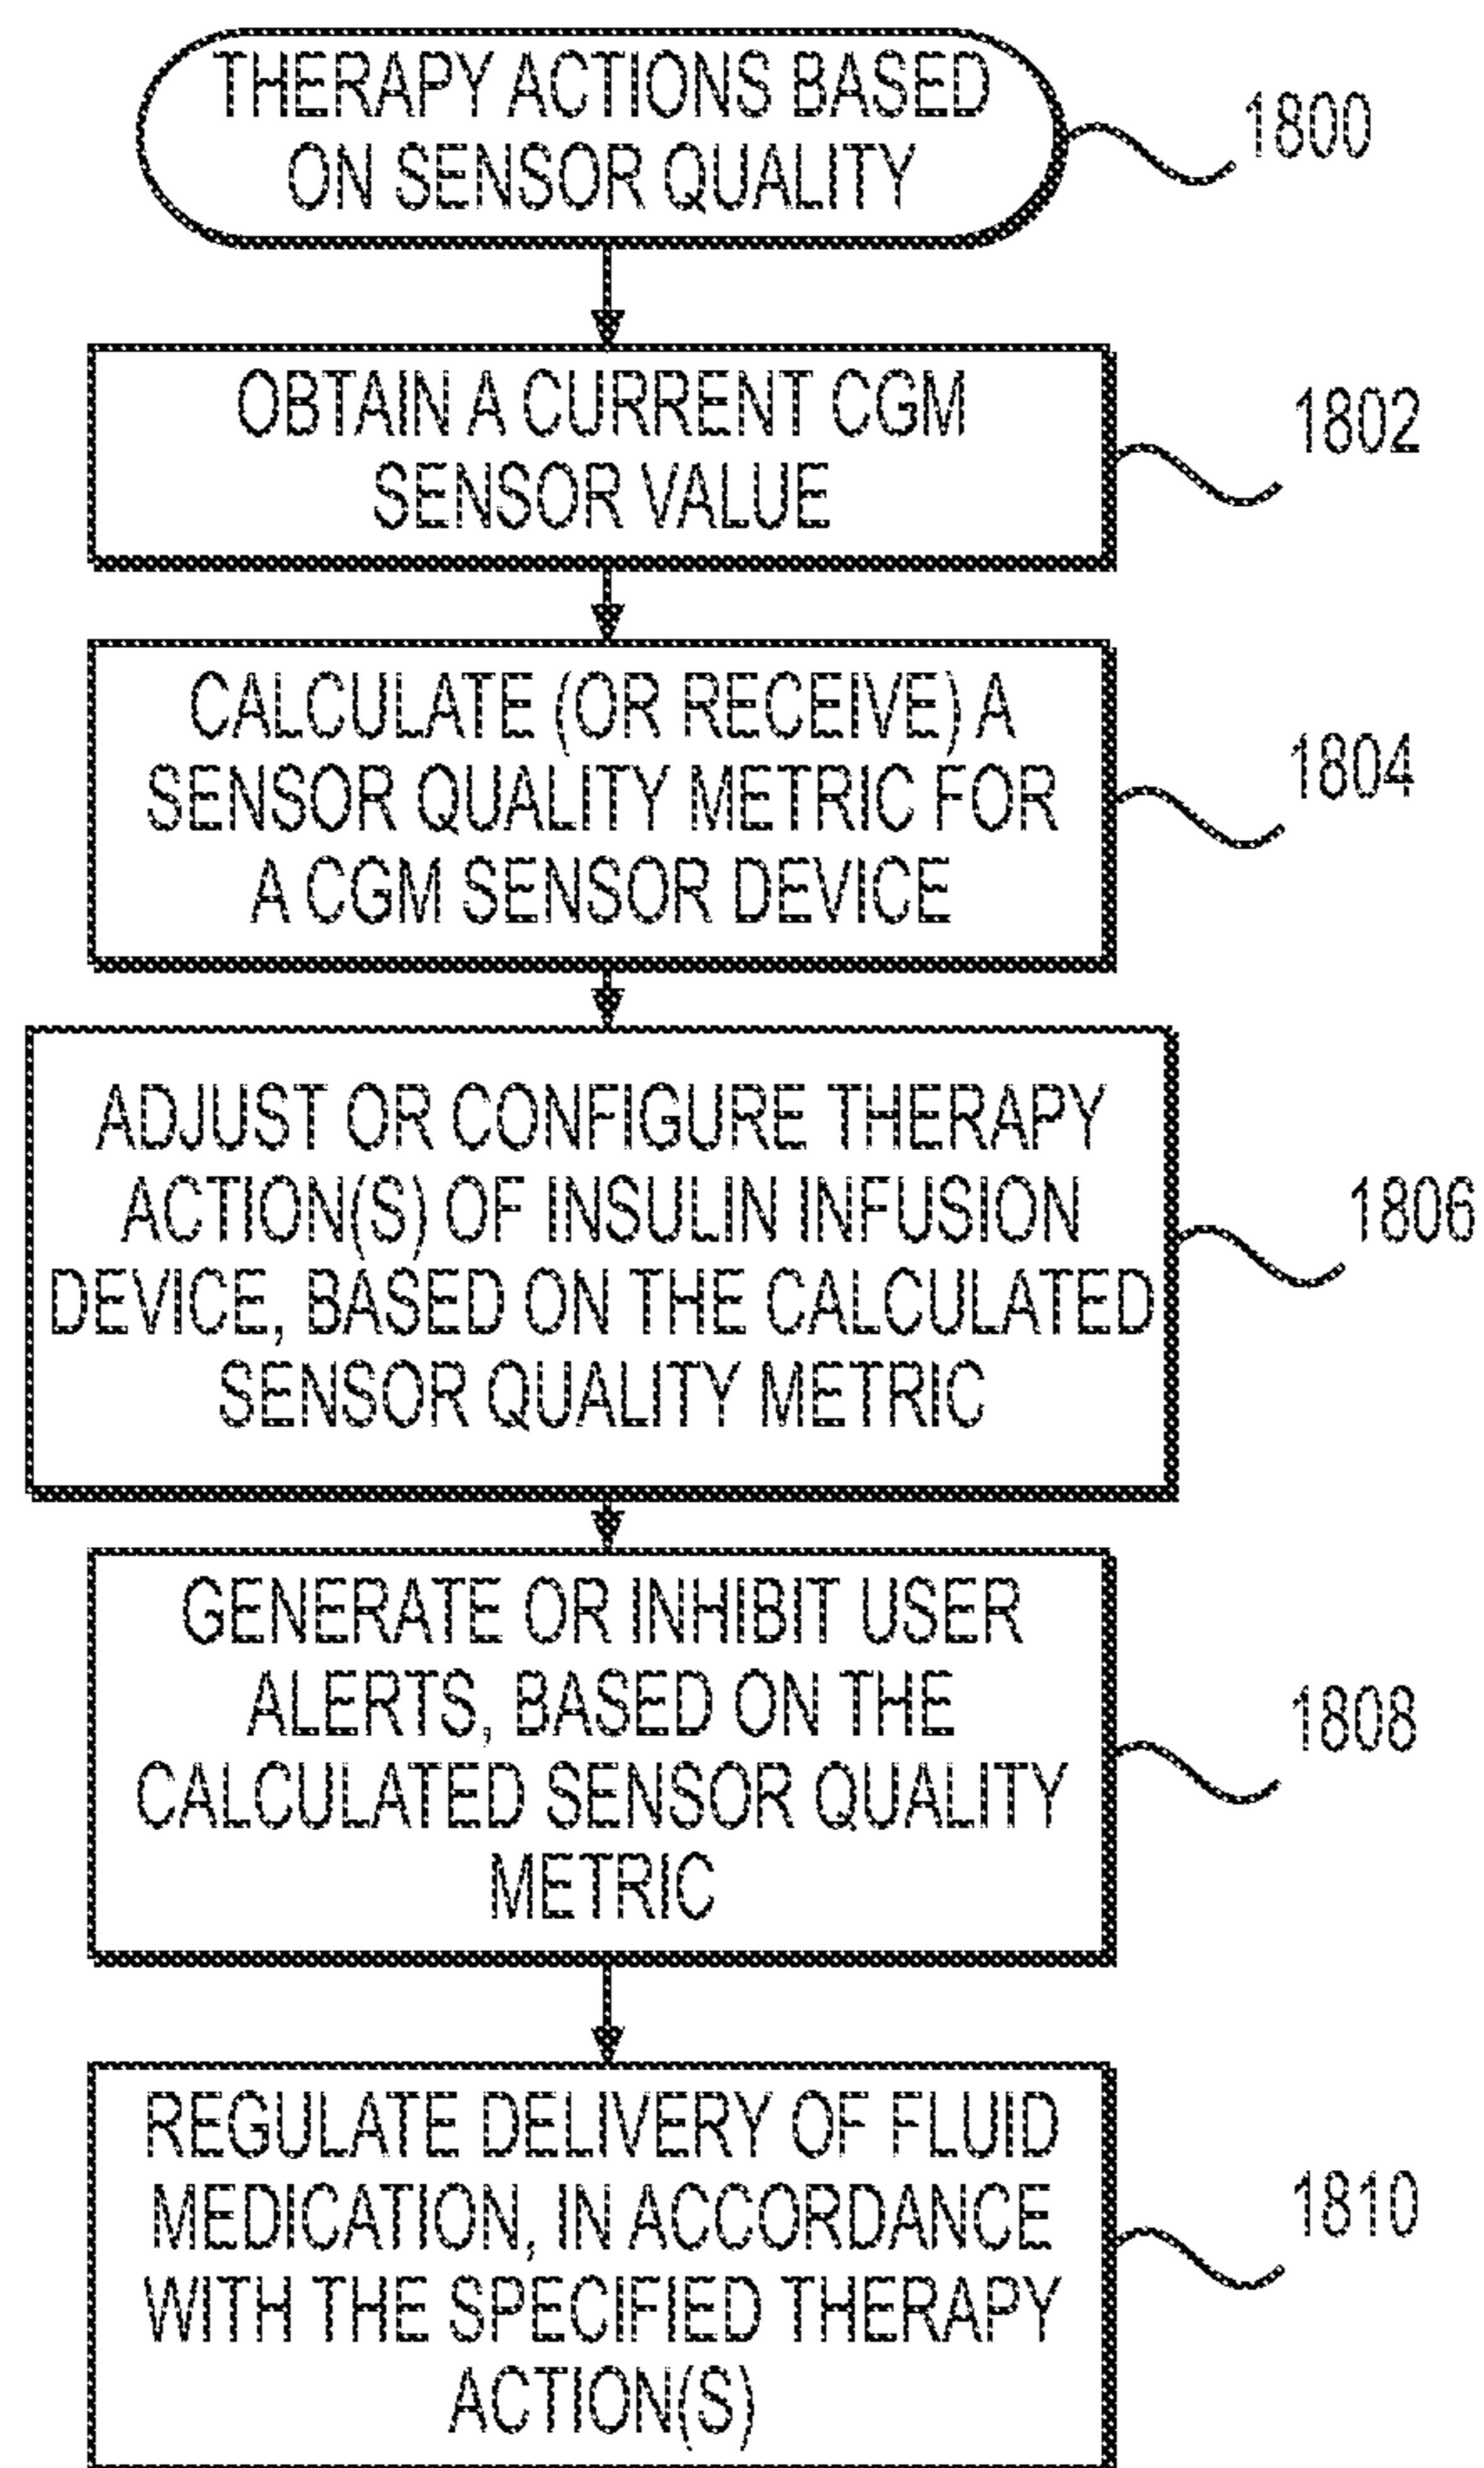 THERAPY ACTIONS BASED
ON SENSOR QUALITY
1800
OBTAIN A CURRENT CGM
SENSOR VALUE
1802
CALCULATE (OR RECEIVE) A
SENSOR QUALITY METRIC FOR
A CGM SENSOR DEVICE
1804
ADJUST OR CONFIGURE THERAPY
ACTION(S) OF INSULIN INFUSION
DEVICE, BASED ON THE CALCULATED
SENSOR QUALITY METRIC
1806
GENERATE OR INHIBIT USER
ALERTS, BASED ON THE
CALCULATED SENSOR QUALITY
METRIC
1808
REGULATE DELIVERY OF FLUID
MEDICATION, IN ACCORDANCE
WITH THE SPECIFIED THERAPY
ACTION(S)
1810